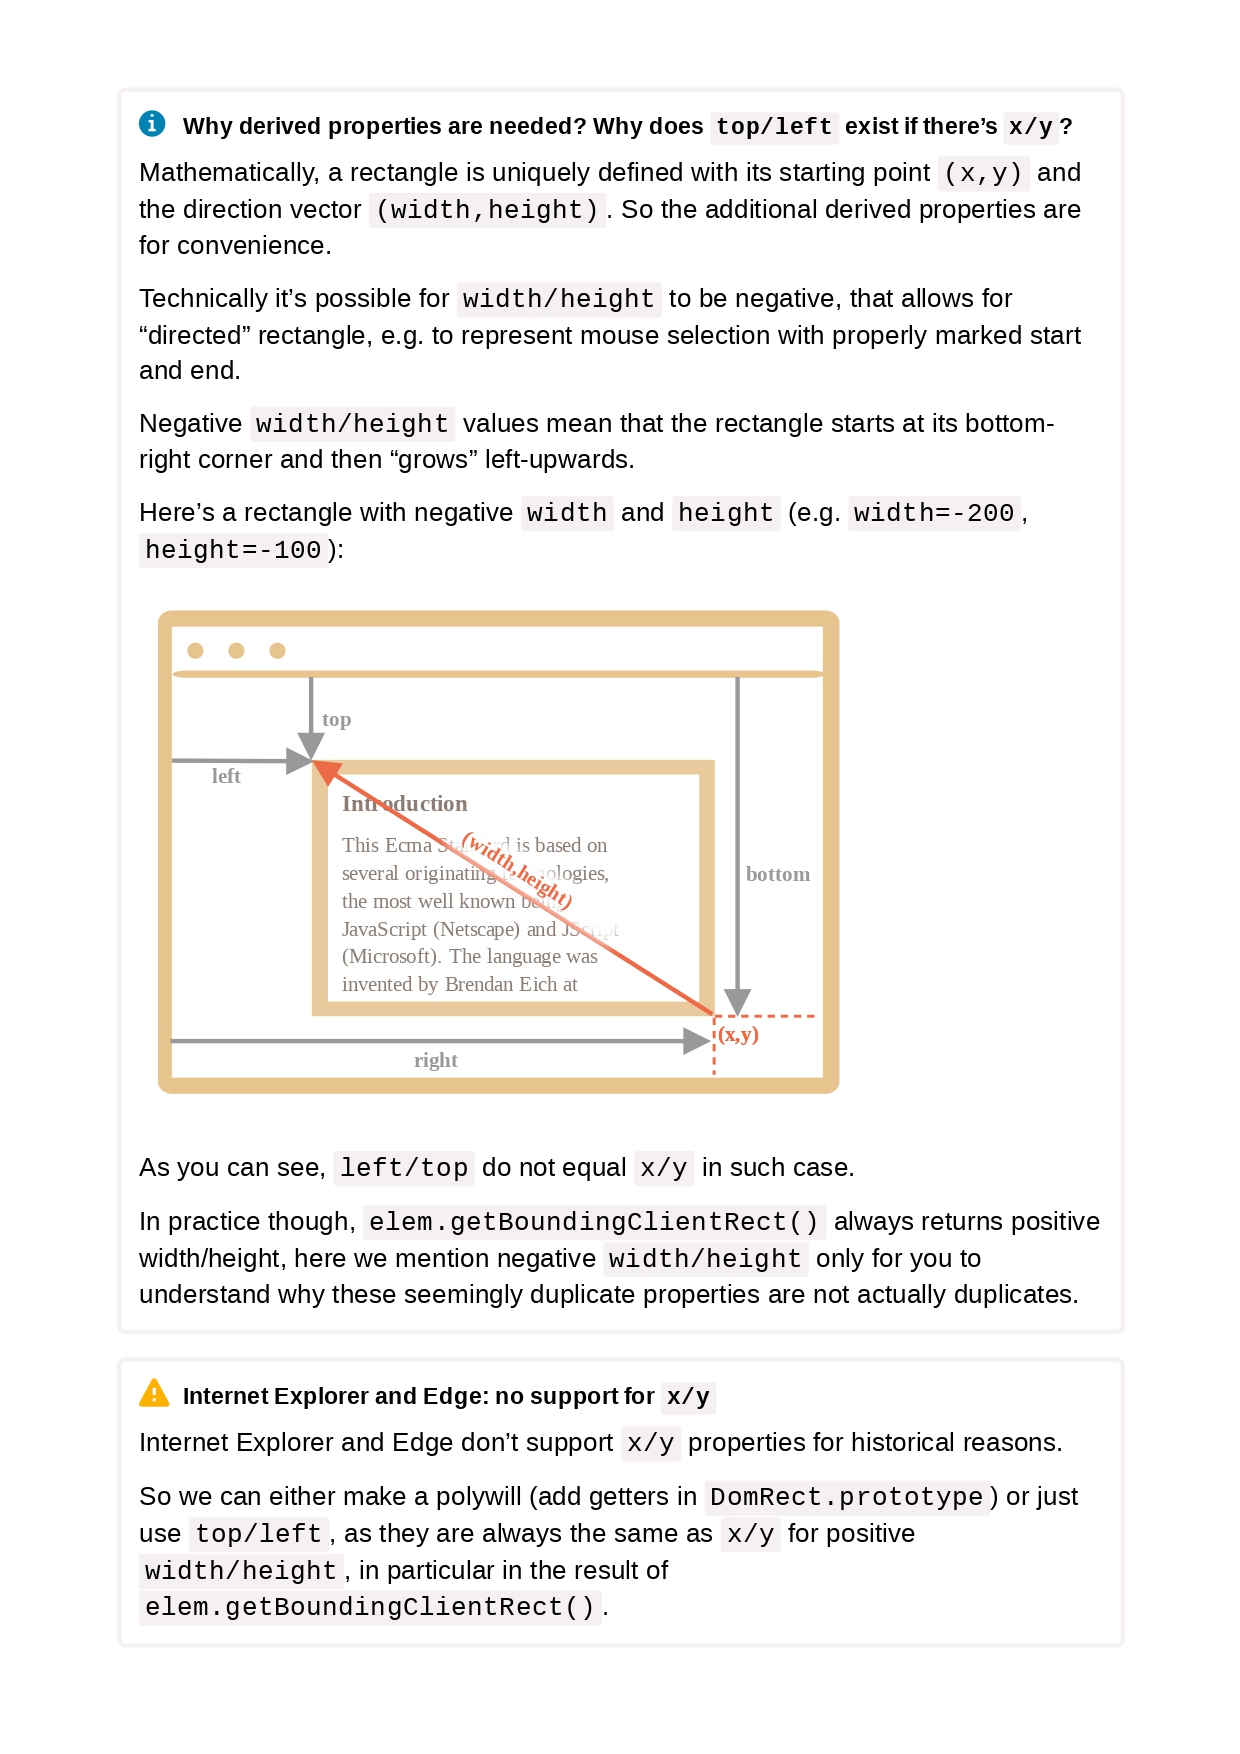 Why derived properties are needed? Why does top/left exist if there’s x/y?
Mathematically, a rectangle is uniquely defined with its starting point (x,y) and
the direction vector (width,height). So the additional derived properties are
for convenience.
Technically it’s possible for width/height to be negative, that allows for
“directed” rectangle, e.g. to represent mouse selection with properly marked start
and end.
Negative width/height values mean that the rectangle starts at its bottom-
right corner and then “grows” left-upwards.
Here’s a rectangle with negative width and height (e.g. width=-200,
height=-100):
top
left
Introduction
This Ecma is based on
several originating
the most well known
JavaScript (Netscape) and JScript
(Microsoft). The language was
invented by Brendan Eich at
(width,height)
bottom
(x,y)
right
As you can see, left/top do not equal x/y in such case.
In practice though, elem.getBoundingClientRect() always returns positive
width/height, here we mention negative width/height only for you to
understand why these seemingly duplicate properties are not actually duplicates.
Internet Explorer and Edge: no support for x/y
Internet Explorer and Edge don’t support x/y properties for historical reasons.
So we can either make a polywill (add getters in DomRect.prototype) or just
use top/left, as they are always the same as x/y for positive
width/height, in particular in the result of
elem.getBoundingClientRect().